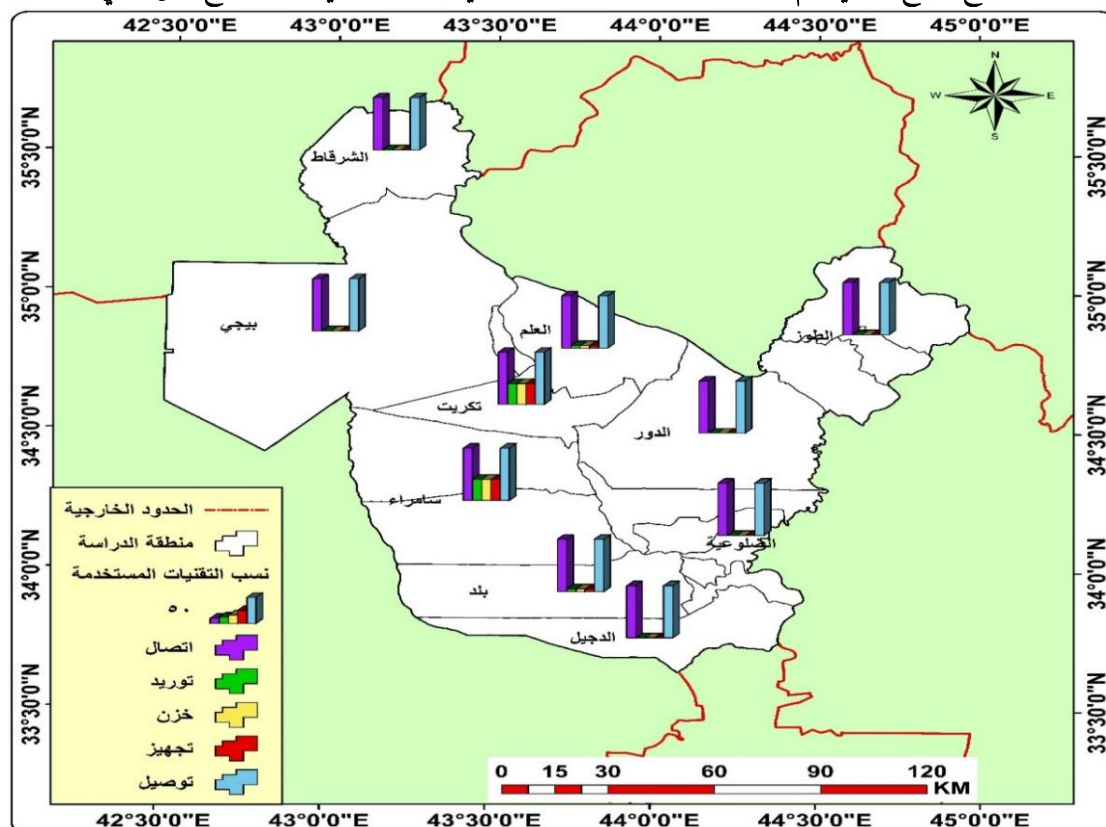 42°30'0"E 43°0'0"E 43°30'0"E 44°0'0"E 44°30'0"E 45°0'0"E
N
W E
S
35°30'0"N 35°30'0"N
الشرقاط
35°0'0"N 35°0'0"N
بيجي
العلم
الطوز
تكريت
الدور
34°30'0"N 34°30'0"N
سامراء
الضلوعية
34°0'0"N 34°0'0"N
بلد
الدجيل
33°30'0"N 33°30'0"N
الحدود الخارجية
منطقة الدراسة
نسب التقنيات المستخدمة
٥٠
اتصال
توريد
خزن
تجهيز
توصيل
0 15 30 60 90 120
KM
42°30'0"E 43°0'0"E 43°30'0"E 44°0'0"E 44°30'0"E 45°0'0"E